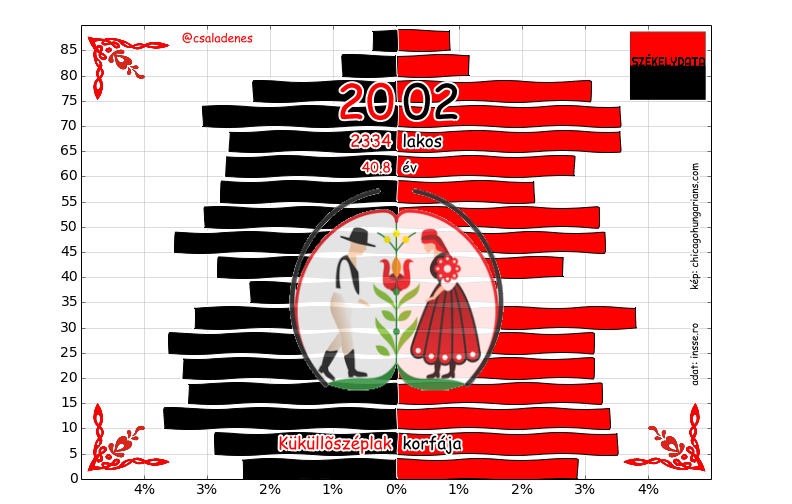 @csaladenes
SZÉKELYDATA
2002
2334 lakos
40.8 év
85
80
75
70
65
60
55
50
45
40
35
30
25
20
15
10
5
0
kép: chicagohungarians.com
adat: insse.ro
Küküllőszéplak korfája
4% 3% 2% 1% 0% 1% 2% 3% 4%